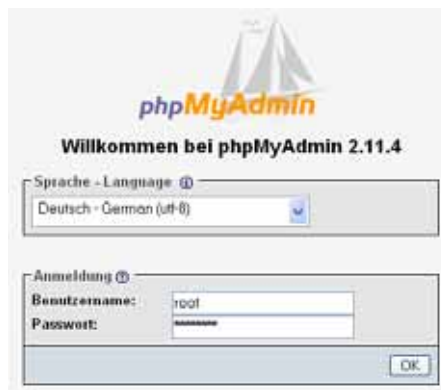 phpMyAdmin
Willkommen bei phpMyAdmin 2.11.4
Sprache - Language
Deutsch - German (utf-8)
Anmeldung
Benutzername: root
Passwort: ********
OK